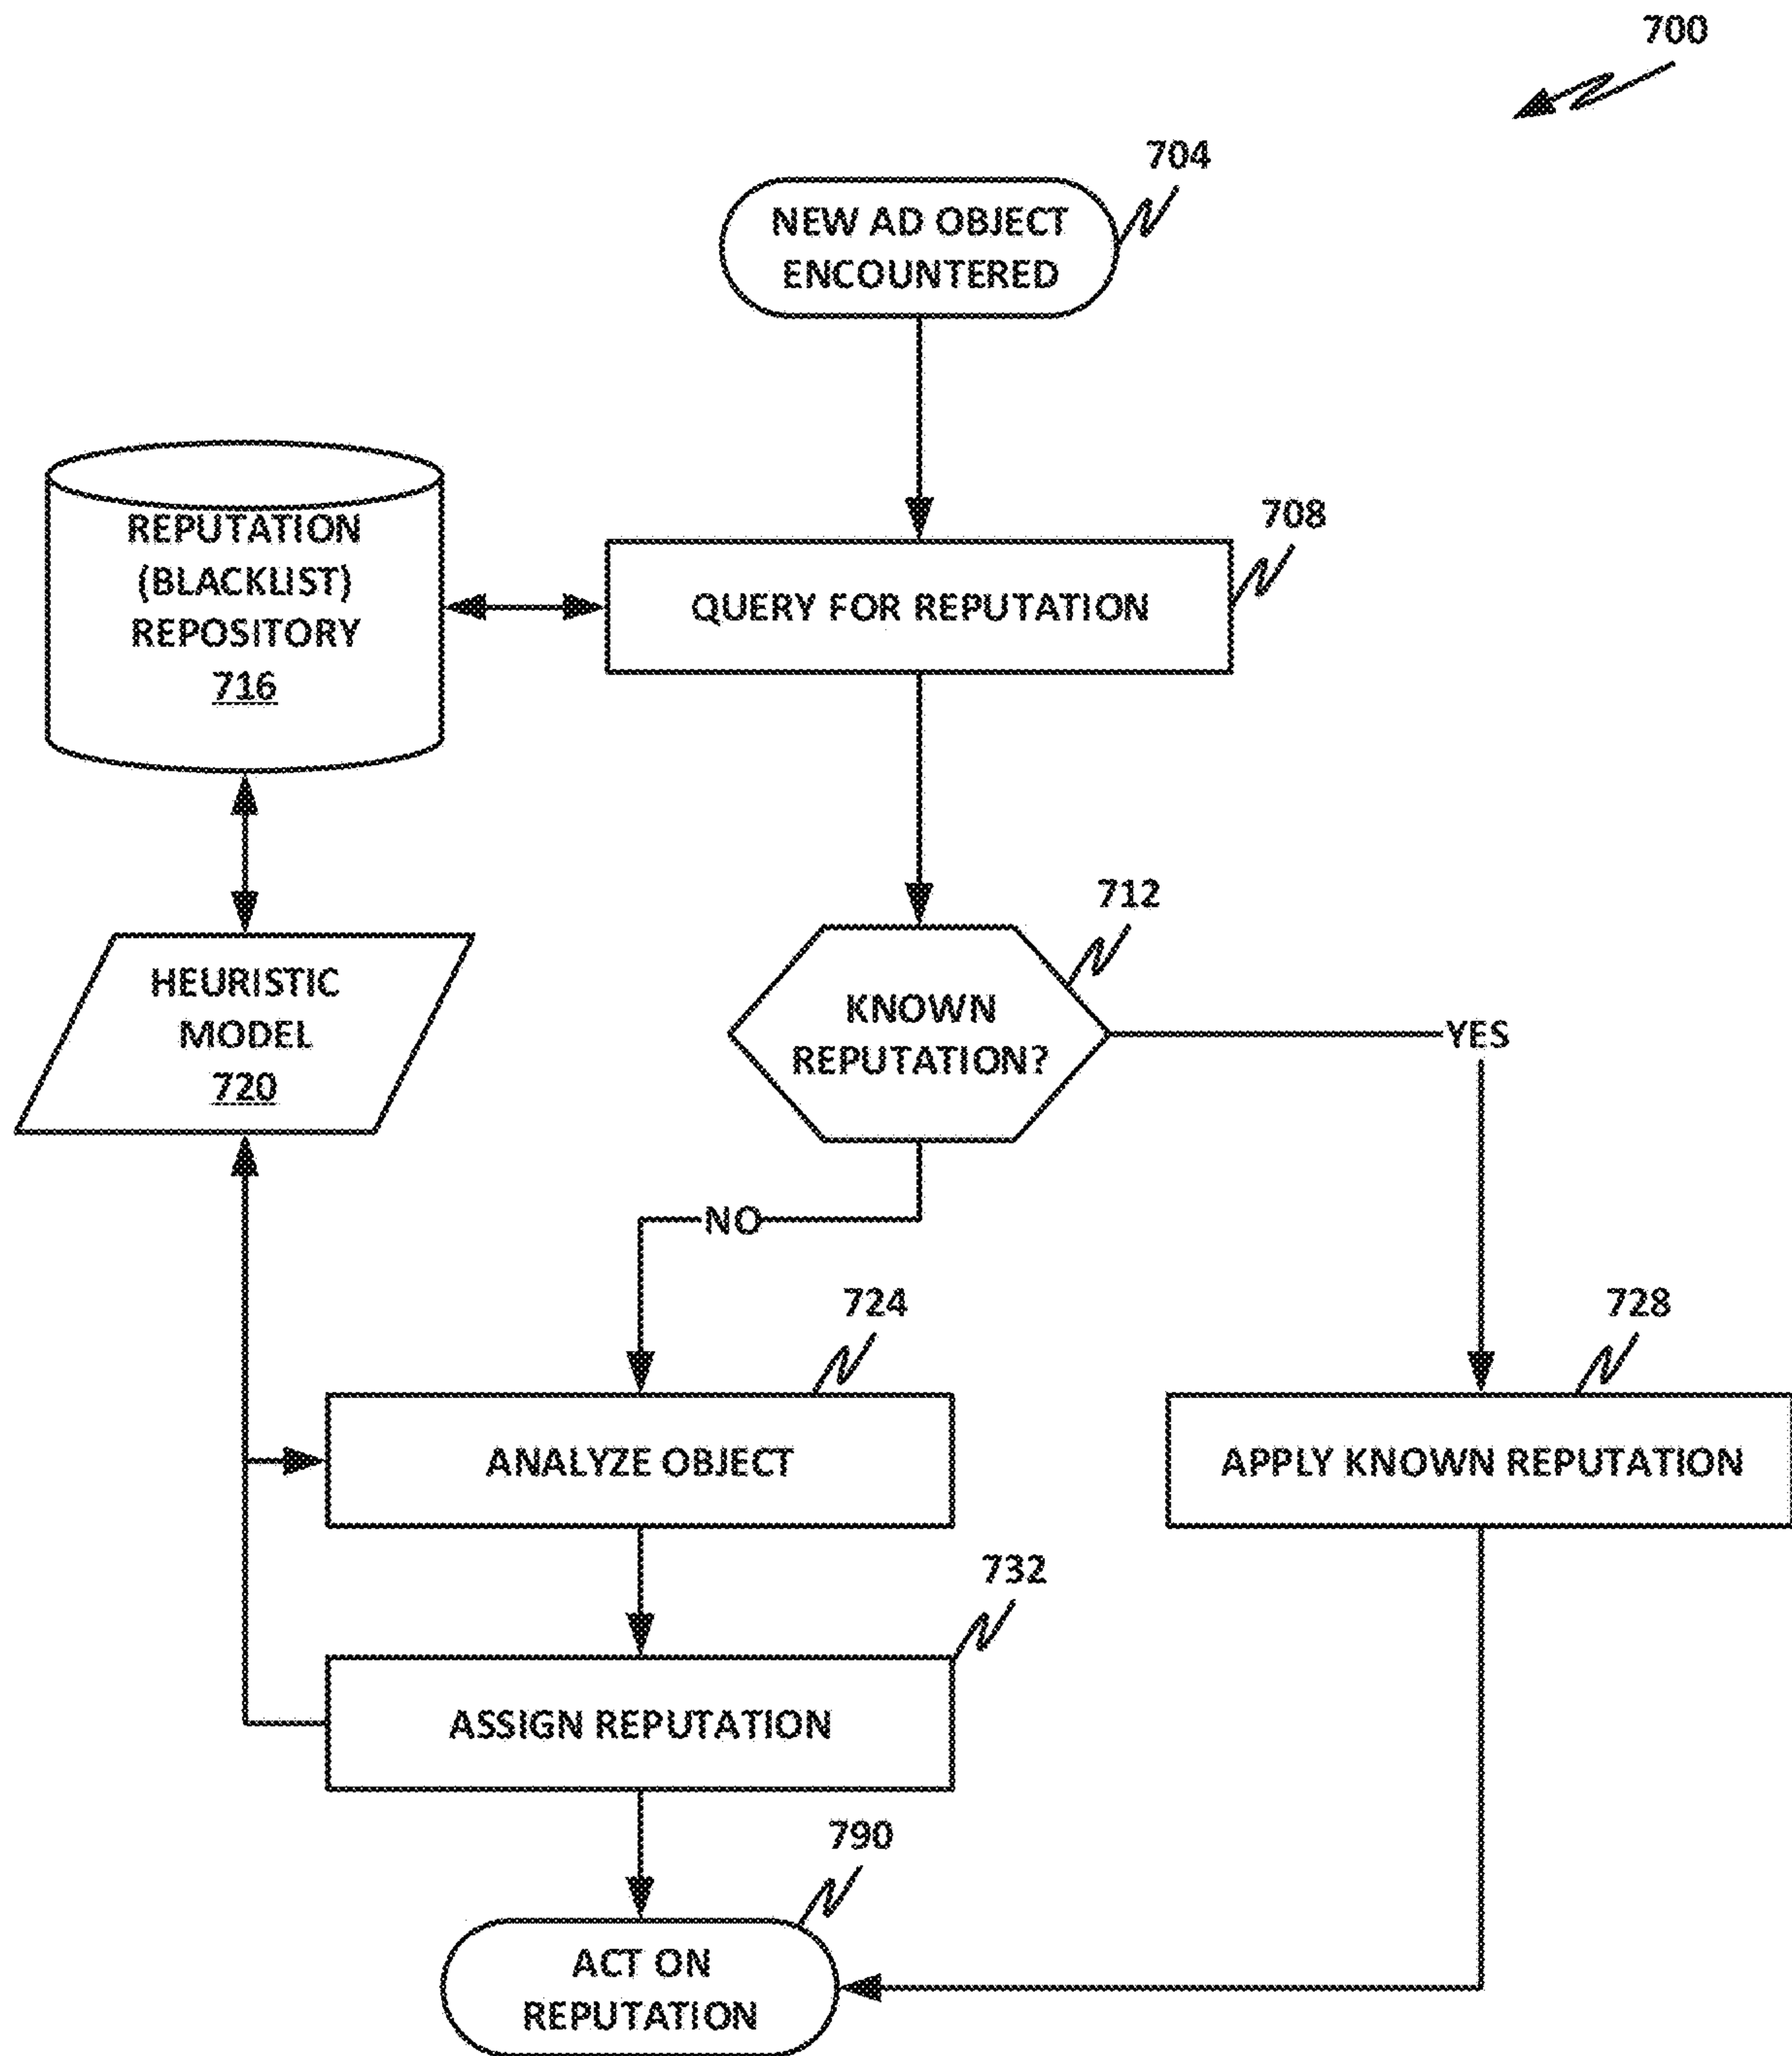 700
704
NEW AD OBJECT
ENCOUNTERED
708
QUERY FOR REPUTATION
REPUTATION
(BLACKLIST)
REPOSITORY
716
712
KNOWN
REPUTATION?
YES
HEURISTIC
MODEL
720
NO
724
ANALYZE OBJECT
728
APPLY KNOWN REPUTATION
732
ASSIGN REPUTATION
790
ACT ON
REPUTATION